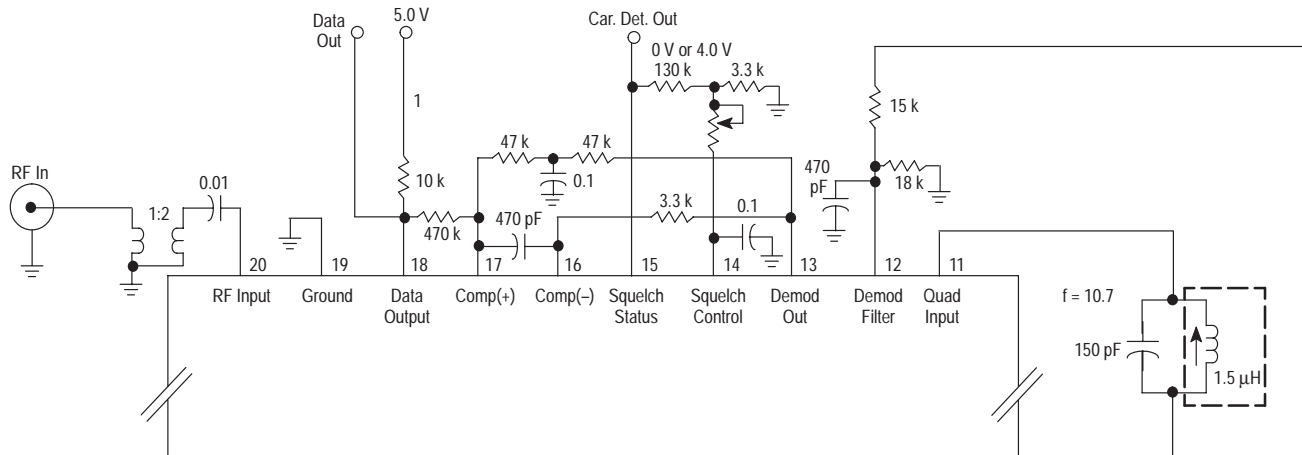 Data
Out
5.0 V
Car. Det. Out
0 V or 4.0 V
130 k
3.3 k
1
15 k
47 k
47 k
RF In
0.01
10 k
0.1
470
pF
18 k
1:2
470 k
470 pF
3.3 k
0.1
20
19
18
17
16
15
14
13
12
11
RF Input
Ground
Data
Output
Comp(+)
Comp(–)
Squelch
Status
Squelch
Control
Demod
Out
Demod
Filter
Quad
Input
f = 10.7
150 pF
1.5 µH